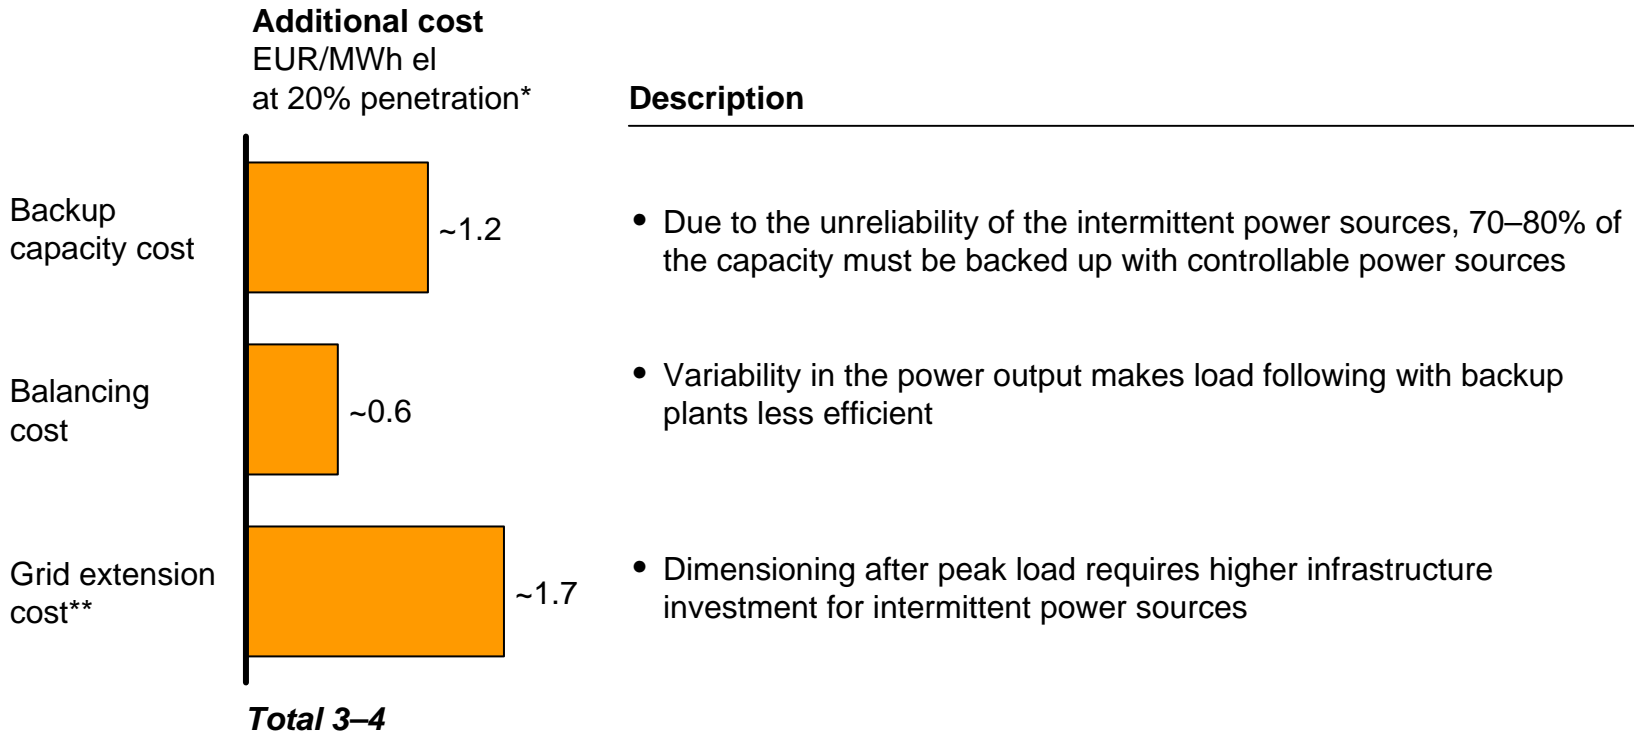 Additional cost
EUR/MWh el
at 20% penetration*
Description
Backup
capacity cost
~1.2
• Due to the unreliability of the intermittent power sources, 70–80% of
the capacity must be backed up with controllable power sources
Balancing
cost
~0.6
• Variability in the power output makes load following with backup
plants less efficient
Grid extension
cost**
~1.7
• Dimensioning after peak load requires higher infrastructure
investment for intermittent power sources
Total 3–4